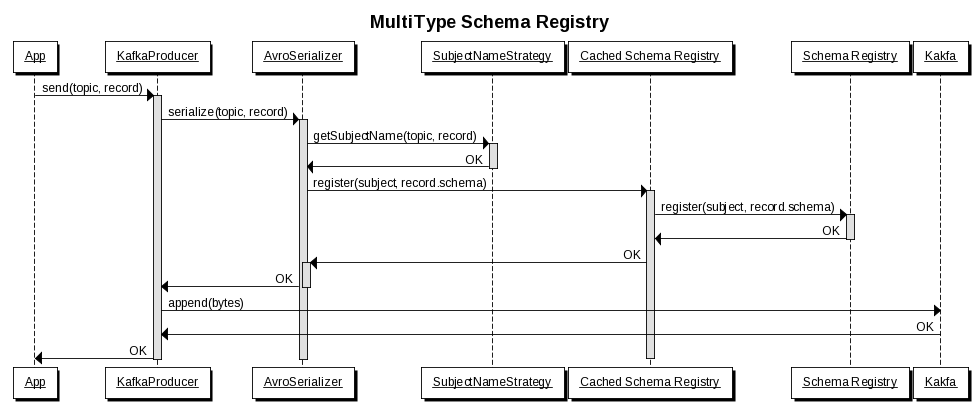 MultiType Schema Registry
App KafkaProducer AvroSerializer SubjectNameStrategy Cached Schema Registry Schema Registry Kakfa
send(topic, record)
serialize(topic, record)
getSubjectName(topic, record)
OK
register(subject, record.schema)
register(subject, record.schema)
OK
OK
OK
append(bytes)
OK
OK
App KafkaProducer AvroSerializer SubjectNameStrategy Cached Schema Registry Schema Registry Kakfa